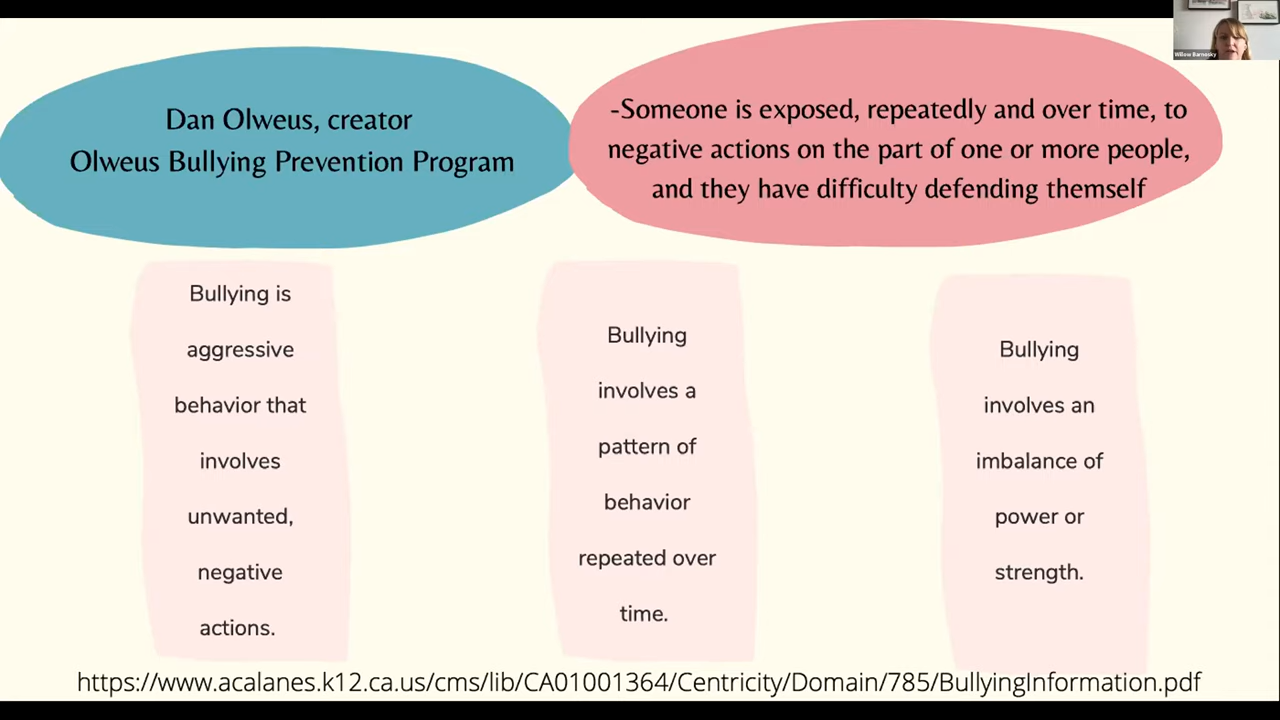 Dan Olweus, creator
Olweus Bullying Prevention Program
-Someone is exposed, repeatedly and over time, to
negative actions on the part of one or more people,
and they have difficulty defending themself
Bullying is
aggressive
behavior that
involves
unwanted,
negative
actions.
Bullying
involves a
pattern of
behavior
repeated over
time.
Bullying
involves an
imbalance of
power or
strength.
https://www.acalanes.k12.ca.us/cms/lib/CA01001364/Centricity/Domain/785/BullyingInformation.pdf
Willow Barnosky